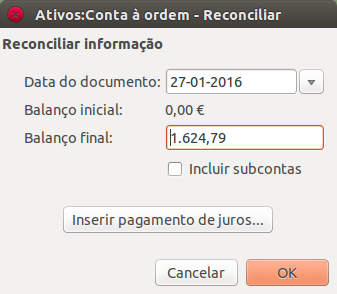 Ativos:Conta à ordem - Reconciliar
Reconciliar informação
Data do documento: 27-01-2016
Balanço inicial: 0,00 €
Balanço final: 1.624,79
Incluir subcontas
Inserir pagamento de juros...
Cancelar OK